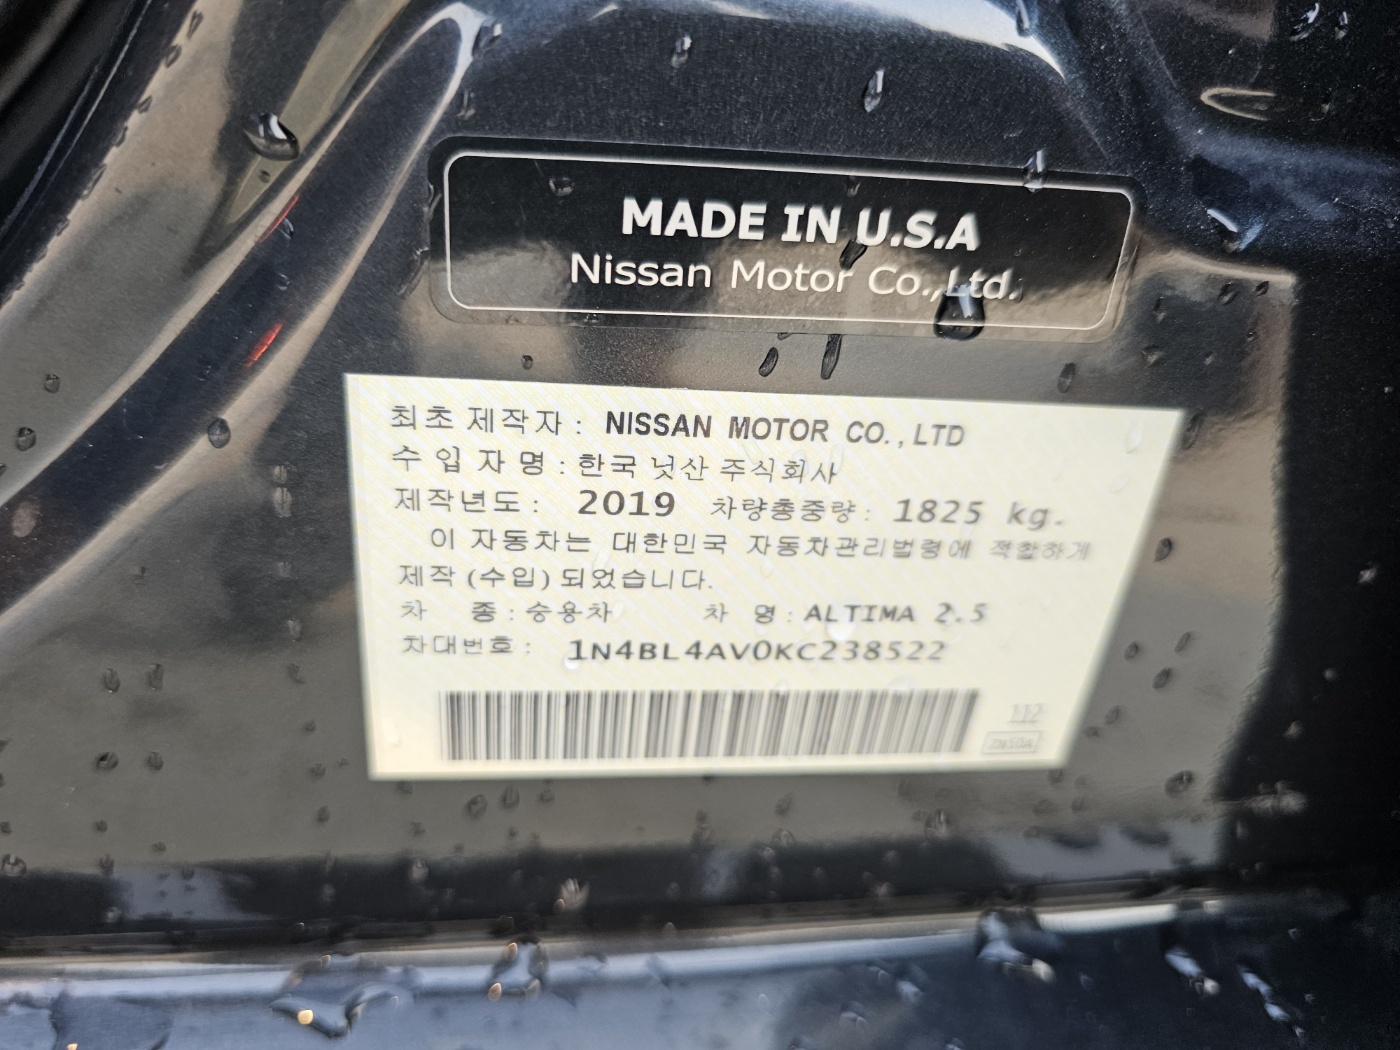 MADE IN U.S.A
Nissan Motor Co.,Ltd.
최초 제작자 : NISSAN MOTOR CO.,LTD
수 입 자 명 : 한국 닛산 주식회사
제작년도 : 2019 차량총중량 : 1825 kg.
이 자동차는 대한민국 자동차관리법령에 적합하게
제작 (수입) 되었습니다.
차 종 : 승용차 차 명 : ALTIMA 2.5
차대번호 : 1N4BL4AV0KC238522
112